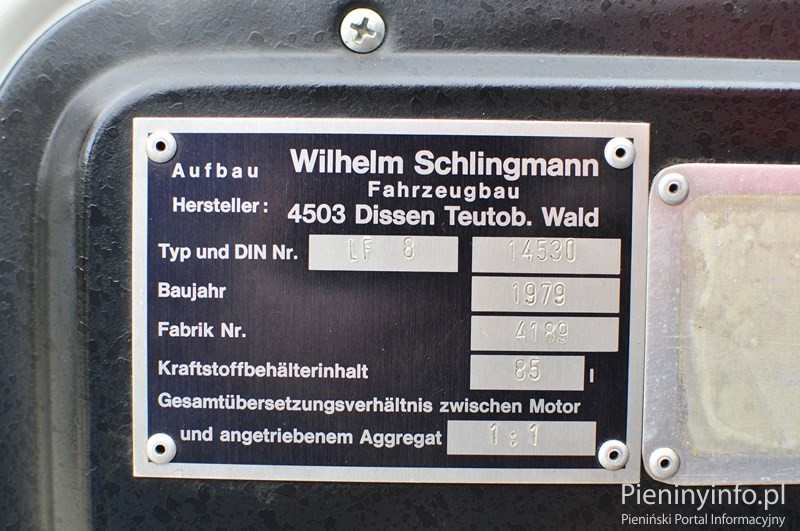 Aufbau Wilhelm Schlingmann
Fahrzeugbau
Hersteller: 4503 Dissen Teutob. Wald
Typ und DIN Nr. LF 8 14530
Baujahr 1979
Fabrik Nr. 4189
Kraftstoffbehälterinhalt 85 l
Gesamtübersetzungsverhältnis zwischen Motor
und angetriebenem Aggregat 1:1
Pieninyinfo.pl
Pieniński Portal Informacyjny